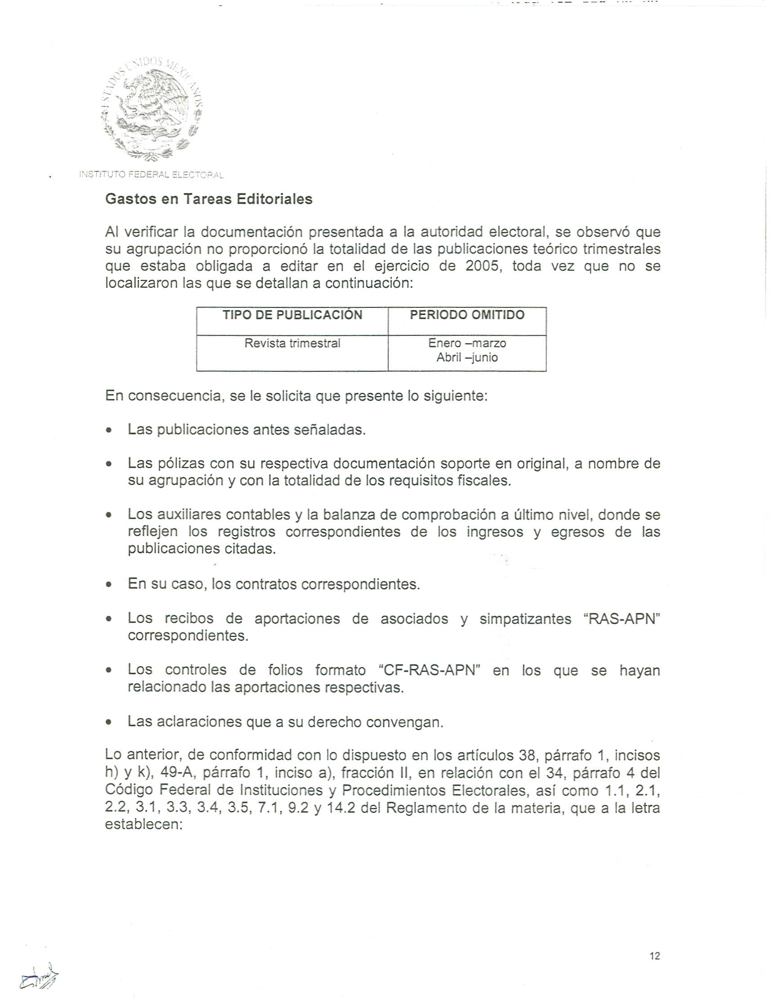 ESTADOS UNIDOS MEXICANOS
INSTITUTO FEDERAL ELECTORAL
Gastos en Tareas Editoriales
Al verificar la documentación presentada a la autoridad electoral, se observó que
su agrupación no proporcionó la totalidad de las publicaciones teórico trimestrales
que estaba obligada a editar en el ejercicio de 2005, toda vez que no se
localizaron las que se detallan a continuación:
TIPO DE PUBLICACIÓN PERIODO OMITIDO
Revista trimestral Enero –marzo
Abril –junio
En consecuencia, se le solicita que presente lo siguiente:
• Las publicaciones antes señaladas.
• Las pólizas con su respectiva documentación soporte en original, a nombre de
su agrupación y con la totalidad de los requisitos fiscales.
• Los auxiliares contables y la balanza de comprobación a último nivel, donde se
reflejen los registros correspondientes de los ingresos y egresos de las
publicaciones citadas.
• En su caso, los contratos correspondientes.
• Los recibos de aportaciones de asociados y simpatizantes “RAS-APN”
correspondientes.
• Los controles de folios formato “CF-RAS-APN” en los que se hayan
relacionado las aportaciones respectivas.
• Las aclaraciones que a su derecho convengan.
Lo anterior, de conformidad con lo dispuesto en los artículos 38, párrafo 1, incisos
h) y k), 49-A, párrafo 1, inciso a), fracción II, en relación con el 34, párrafo 4 del
Código Federal de Instituciones y Procedimientos Electorales, así como 1.1, 2.1,
2.2, 3.1, 3.3, 3.4, 3.5, 7.1, 9.2 y 14.2 del Reglamento de la materia, que a la letra
establecen:
12